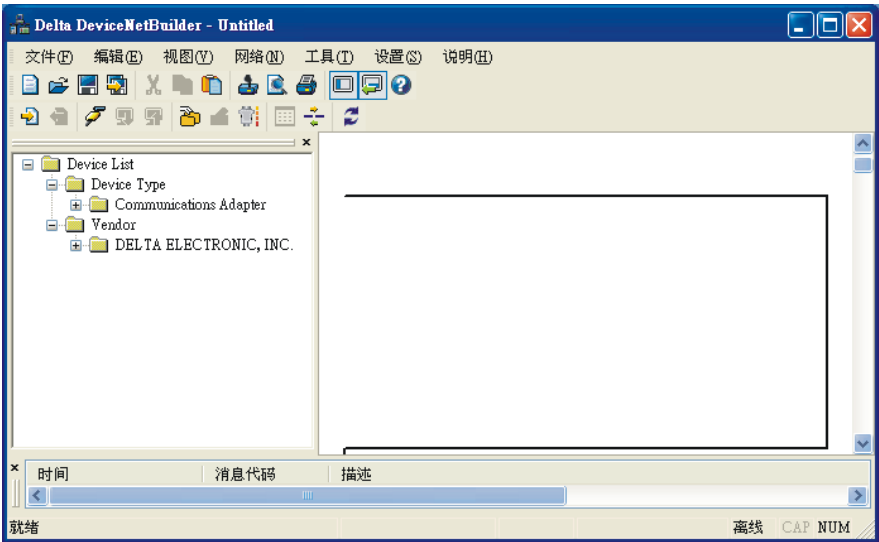 Delta DeviceNetBuilder - Untitled
文件(F) 编辑(E) 视图(V) 网络(N) 工具(T) 设置(S) 说明(H)
Device List
Device Type
Communications Adapter
Vendor
DELTA ELECTRONIC, INC.
时间 消息代码 描述
就绪 离线 CAP NUM